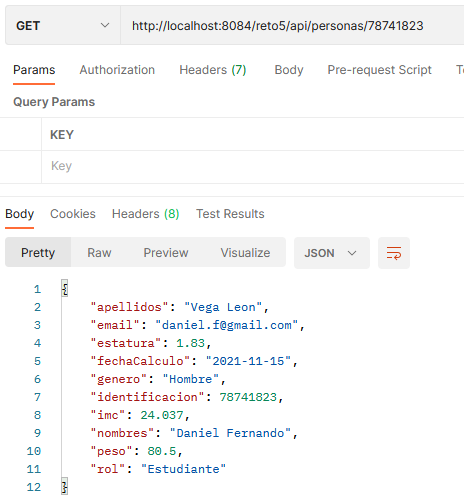 GET http://localhost:8084/reto5/api/personas/78741823
Params Authorization Headers (7) Body Pre-request Script
Query Params
KEY
Key
Body Cookies Headers (8) Test Results
Pretty Raw Preview Visualize JSON
1 {
2 "apellidos": "Vega Leon",
3 "email": "daniel.f@gmail.com",
4 "estatura": 1.83,
5 "fechaCalculo": "2021-11-15",
6 "genero": "Hombre",
7 "identificacion": 78741823,
8 "imc": 24.037,
9 "nombres": "Daniel Fernando",
10 "peso": 80.5,
11 "rol": "Estudiante"
12 }